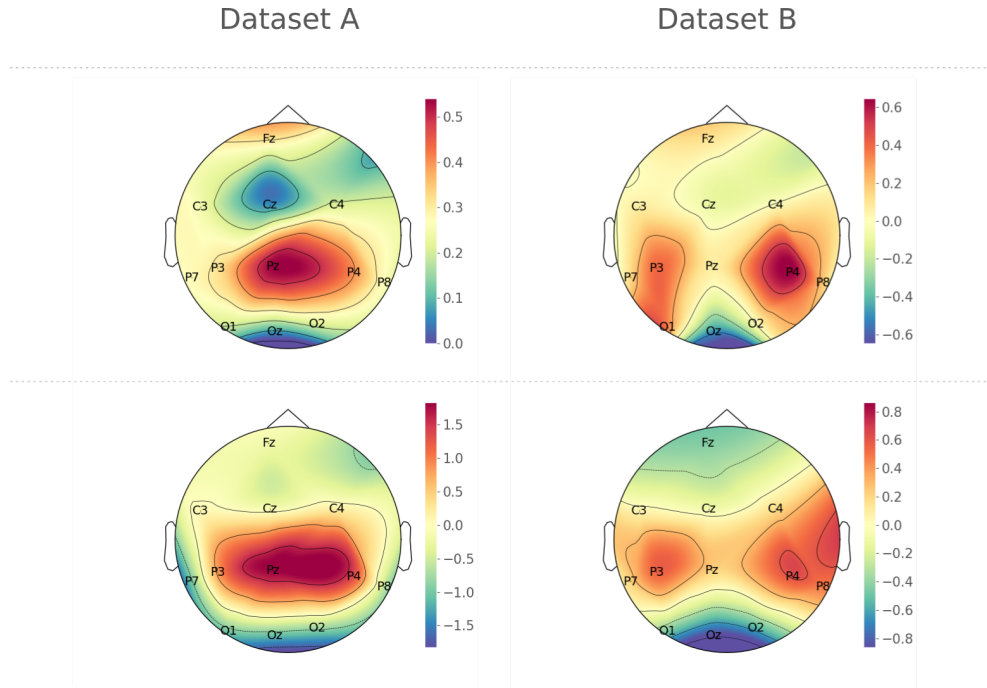 Dataset A
Dataset B
Fz
C3
Cz
C4
P7
P3
Pz
P4
P8
O1
Oz
O2
0.5
0.4
0.3
0.2
0.1
0.0
Fz
C3
Cz
C4
P7
P3
Pz
P4
P8
O1
Oz
O2
0.6
0.4
0.2
0.0
−0.2
−0.4
−0.6
Fz
C3
Cz
C4
P7
P3
Pz
P4
P8
O1
Oz
O2
1.5
1.0
0.5
0.0
−0.5
−1.0
−1.5
Fz
C3
Cz
C4
P7
P3
Pz
P4
P8
O1
Oz
O2
0.8
0.6
0.4
0.2
0.0
−0.2
−0.4
−0.6
−0.8